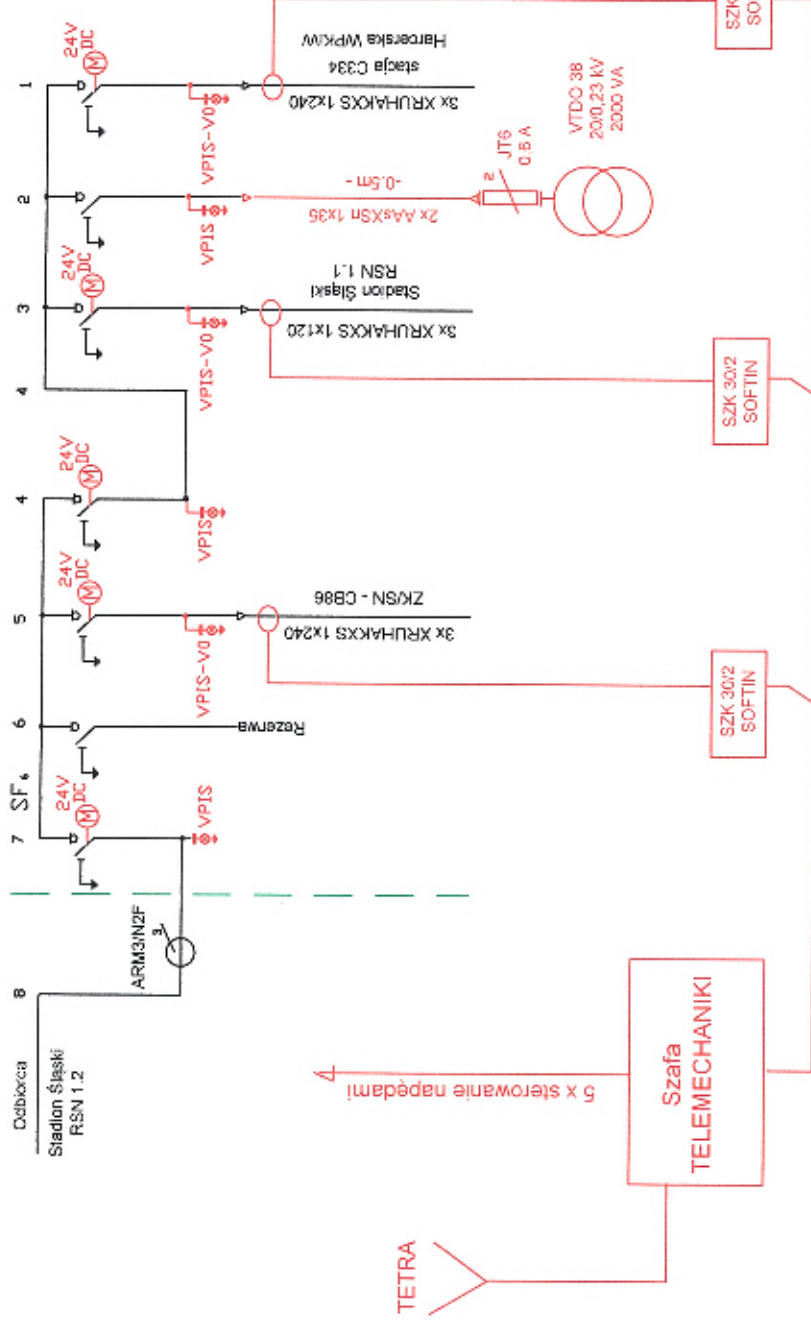 Odbiorca
8
Stadion Śląski
RSN 1.2
ARM3/N2F
3
7
SF6
24V
M
DC
VPIS
6
Rezerwa
5
24V
M
DC
VPIS-V0
3x XRUHAKXS 1x240
ZK/SN - CB86
4
24V
M
DC
VPIS
4
3
24V
M
DC
VPIS-V0
3x XRUHAKXS 1x120
Stadion Śląski
RSN 1.1
2
VPIS
2x AAsXSn 1x35
-0.5m -
2
JT6
VTDO 38
20/0,23 kV
2000 VA
1
24V
M
DC
VPIS-V0
3x XRUHAKXS 1x240
stacja C334
Harcerska WPKiW
SZK 30/2
SOFTIN
SZK 30/2
SOFTIN
5 x sterowanie napędami
Szafa
TELEMECHANIKI
TETRA